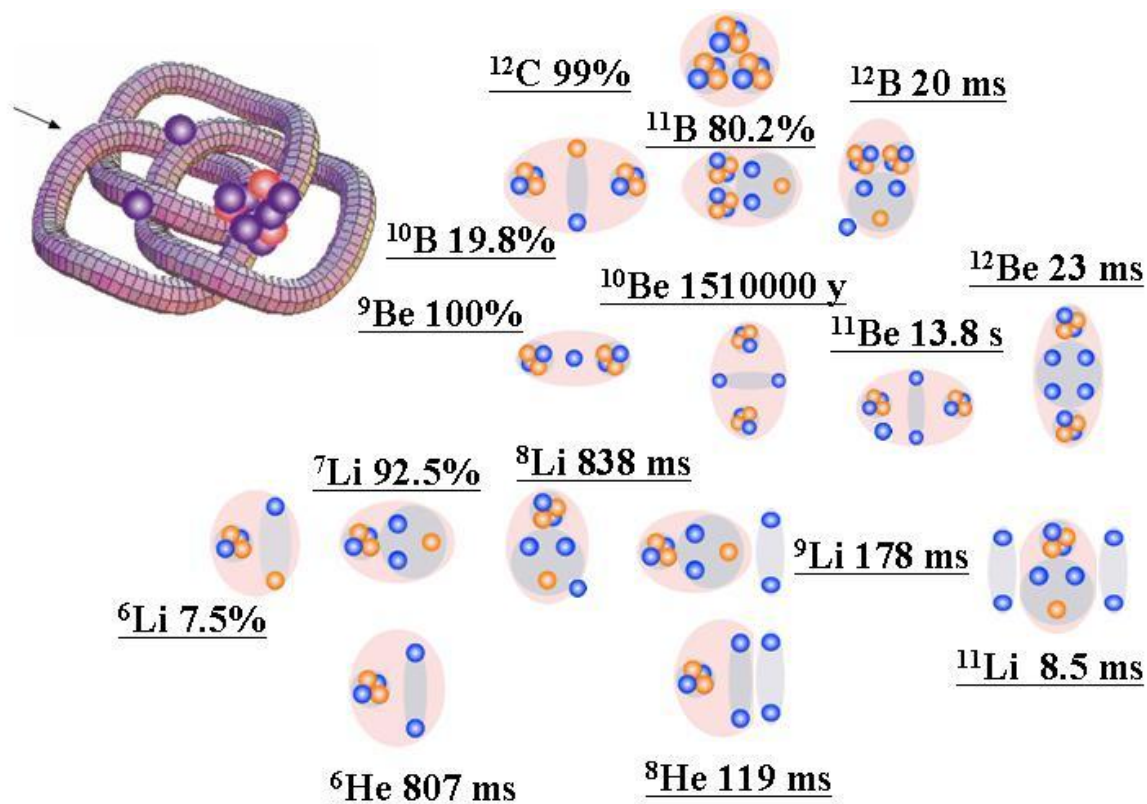 ¹²C 99%
¹²B 20 ms
¹¹B 80.2%
¹⁰B 19.8%
¹²Be 23 ms
¹⁰Be 1510000 y
⁹Be 100%
¹¹Be 13.8 s
⁸Li 838 ms
⁷Li 92.5%
⁹Li 178 ms
⁶Li 7.5%
¹¹Li 8.5 ms
⁶He 807 ms
⁸He 119 ms